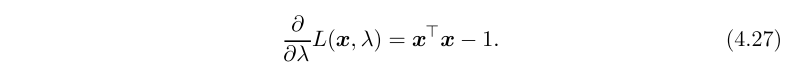 ∂/∂λ L(x, λ) = x⊤x − 1. (4.27)